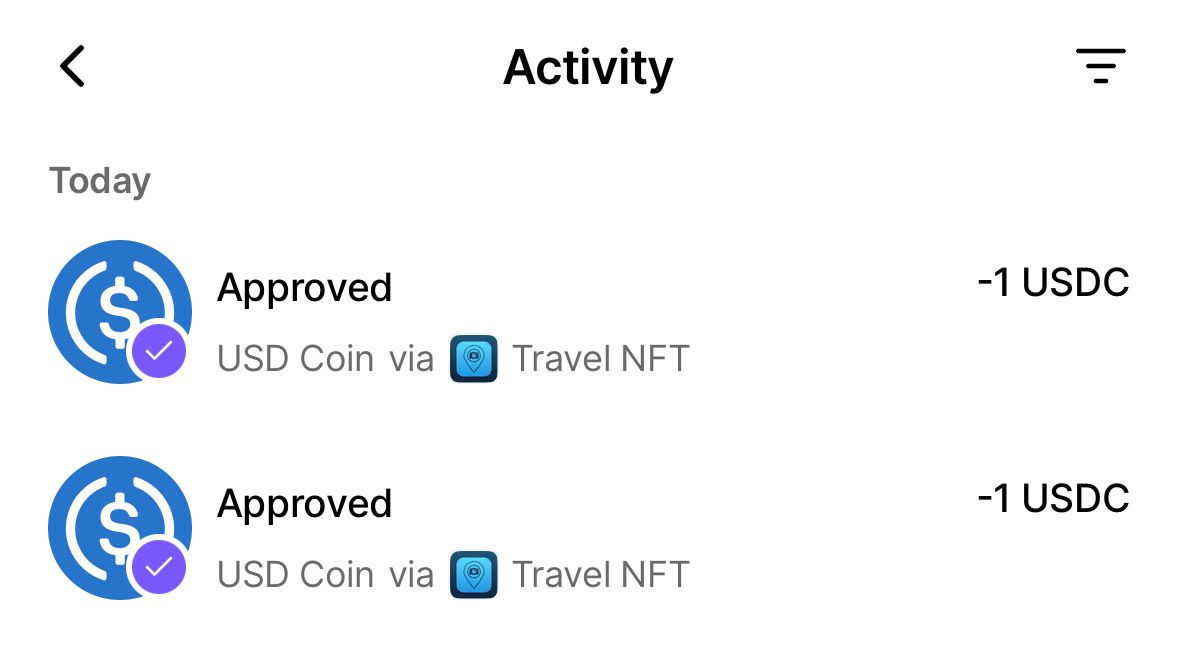 Activity
Today
Approved
-1 USDC
USD Coin via Travel NFT
Approved
-1 USDC
USD Coin via Travel NFT